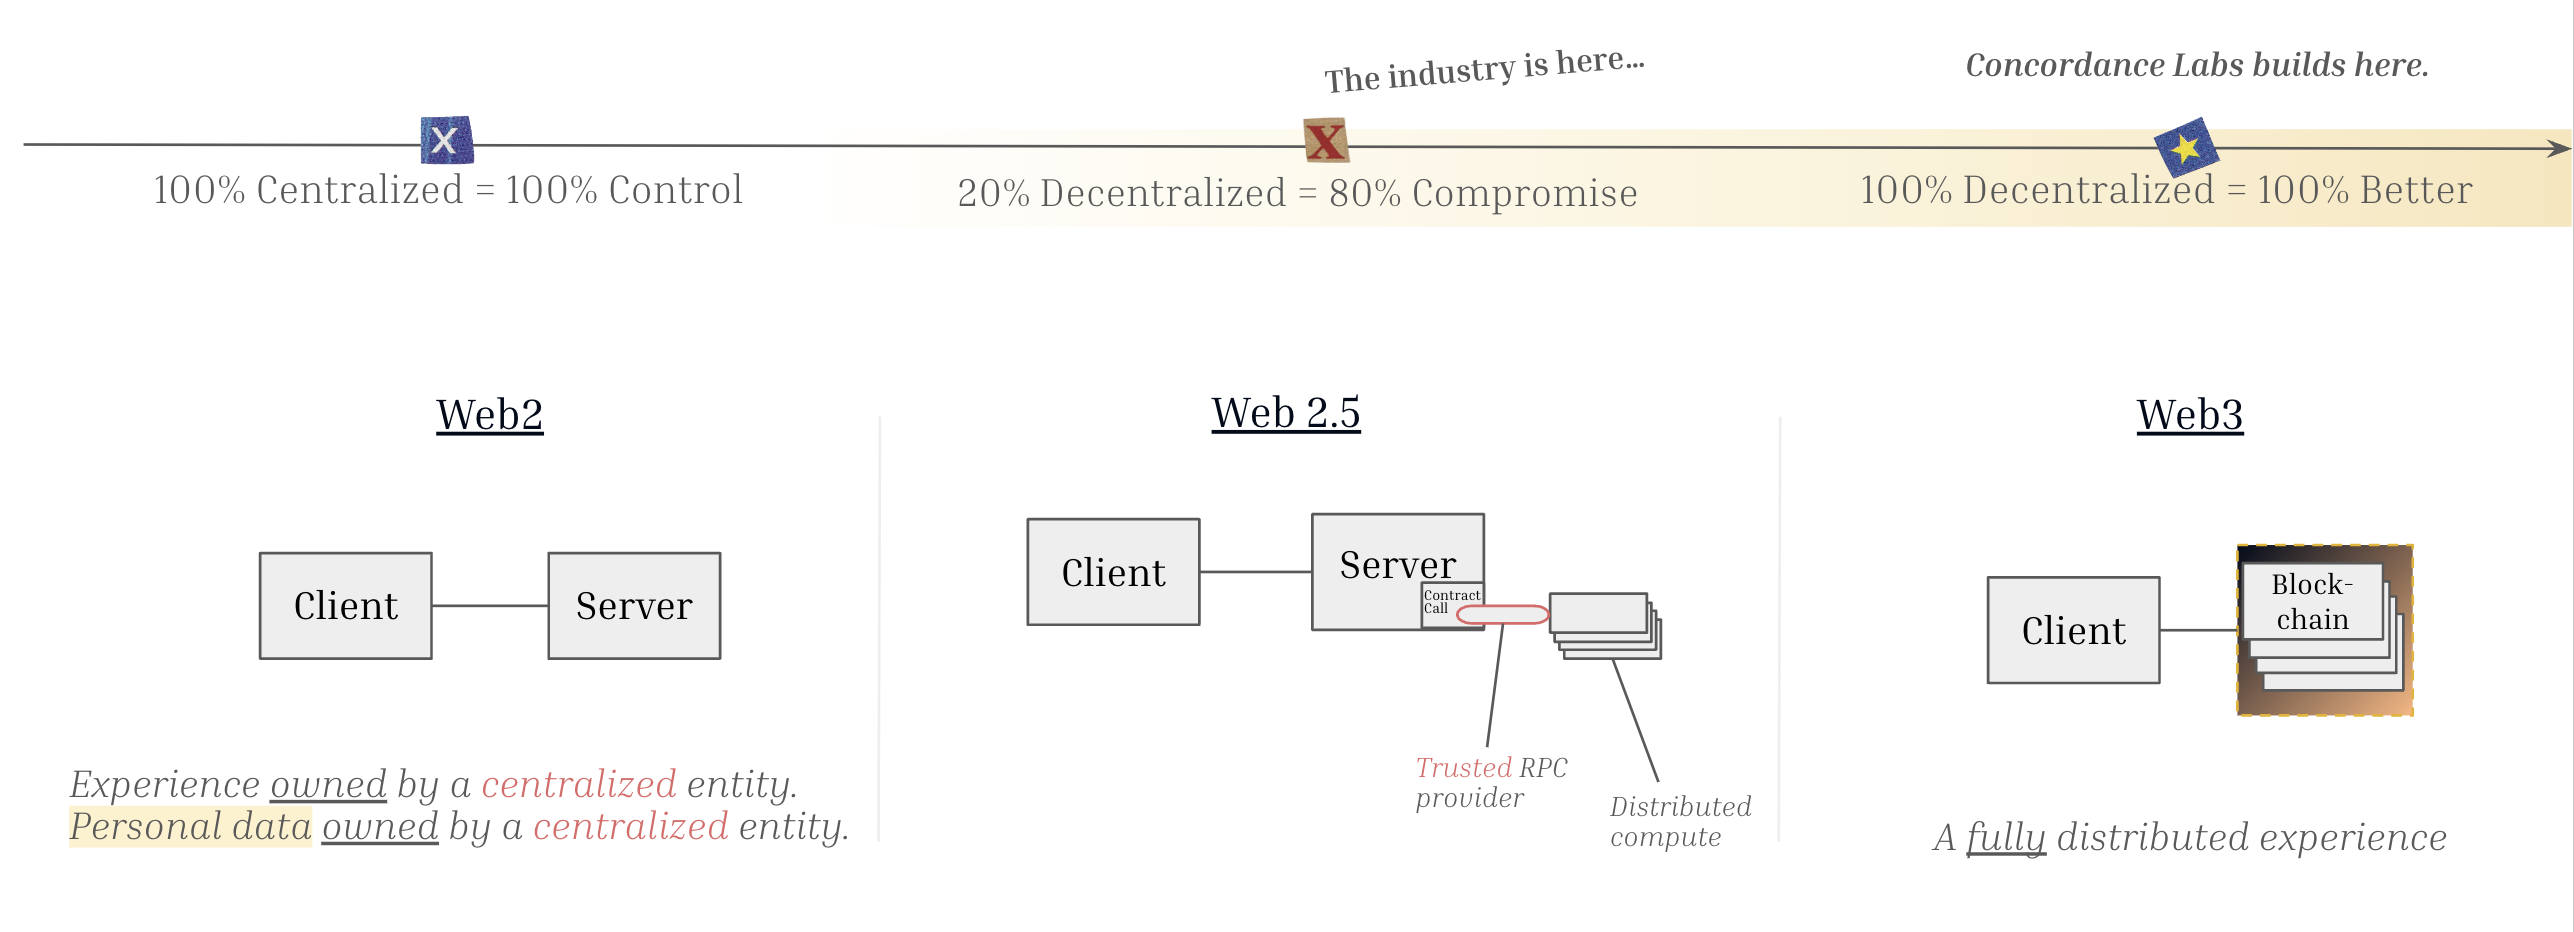 The industry is here...
Concordance Labs builds here.
X
X
100% Centralized = 100% Control
20% Decentralized = 80% Compromise
100% Decentralized = 100% Better
Web2
Client
Server
Experience owned by a centralized entity.
Personal data owned by a centralized entity.
Web 2.5
Client
Server
Contract
Call
Trusted RPC
provider
Distributed
compute
Web3
Client
Block-
chain
A fully distributed experience